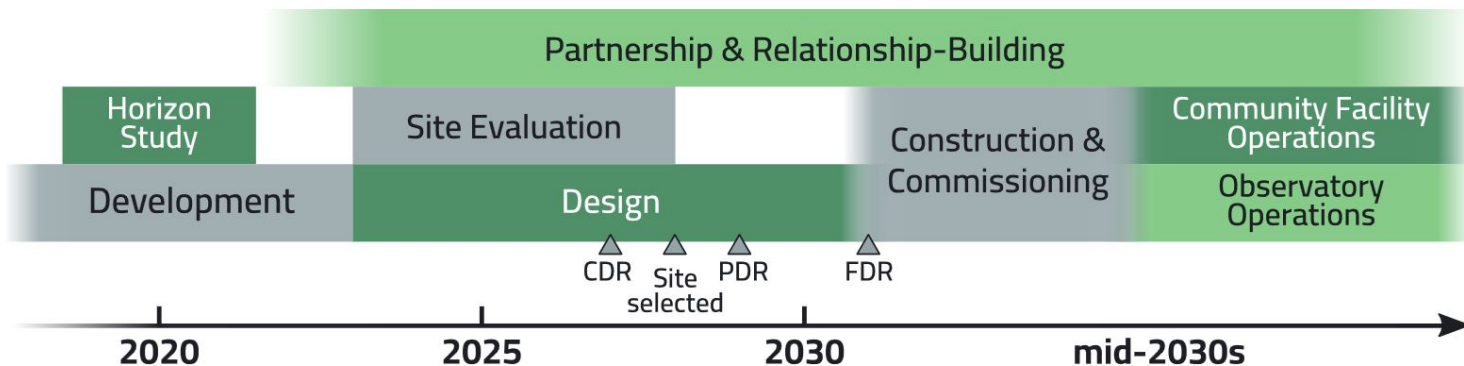 Partnership & Relationship-Building
Horizon
Study
Site Evaluation
Construction &
Commissioning
Community Facility
Operations
Development
Design
Observatory
Operations
CDR
Site
selected
PDR
FDR
2020
2025
2030
mid-2030s